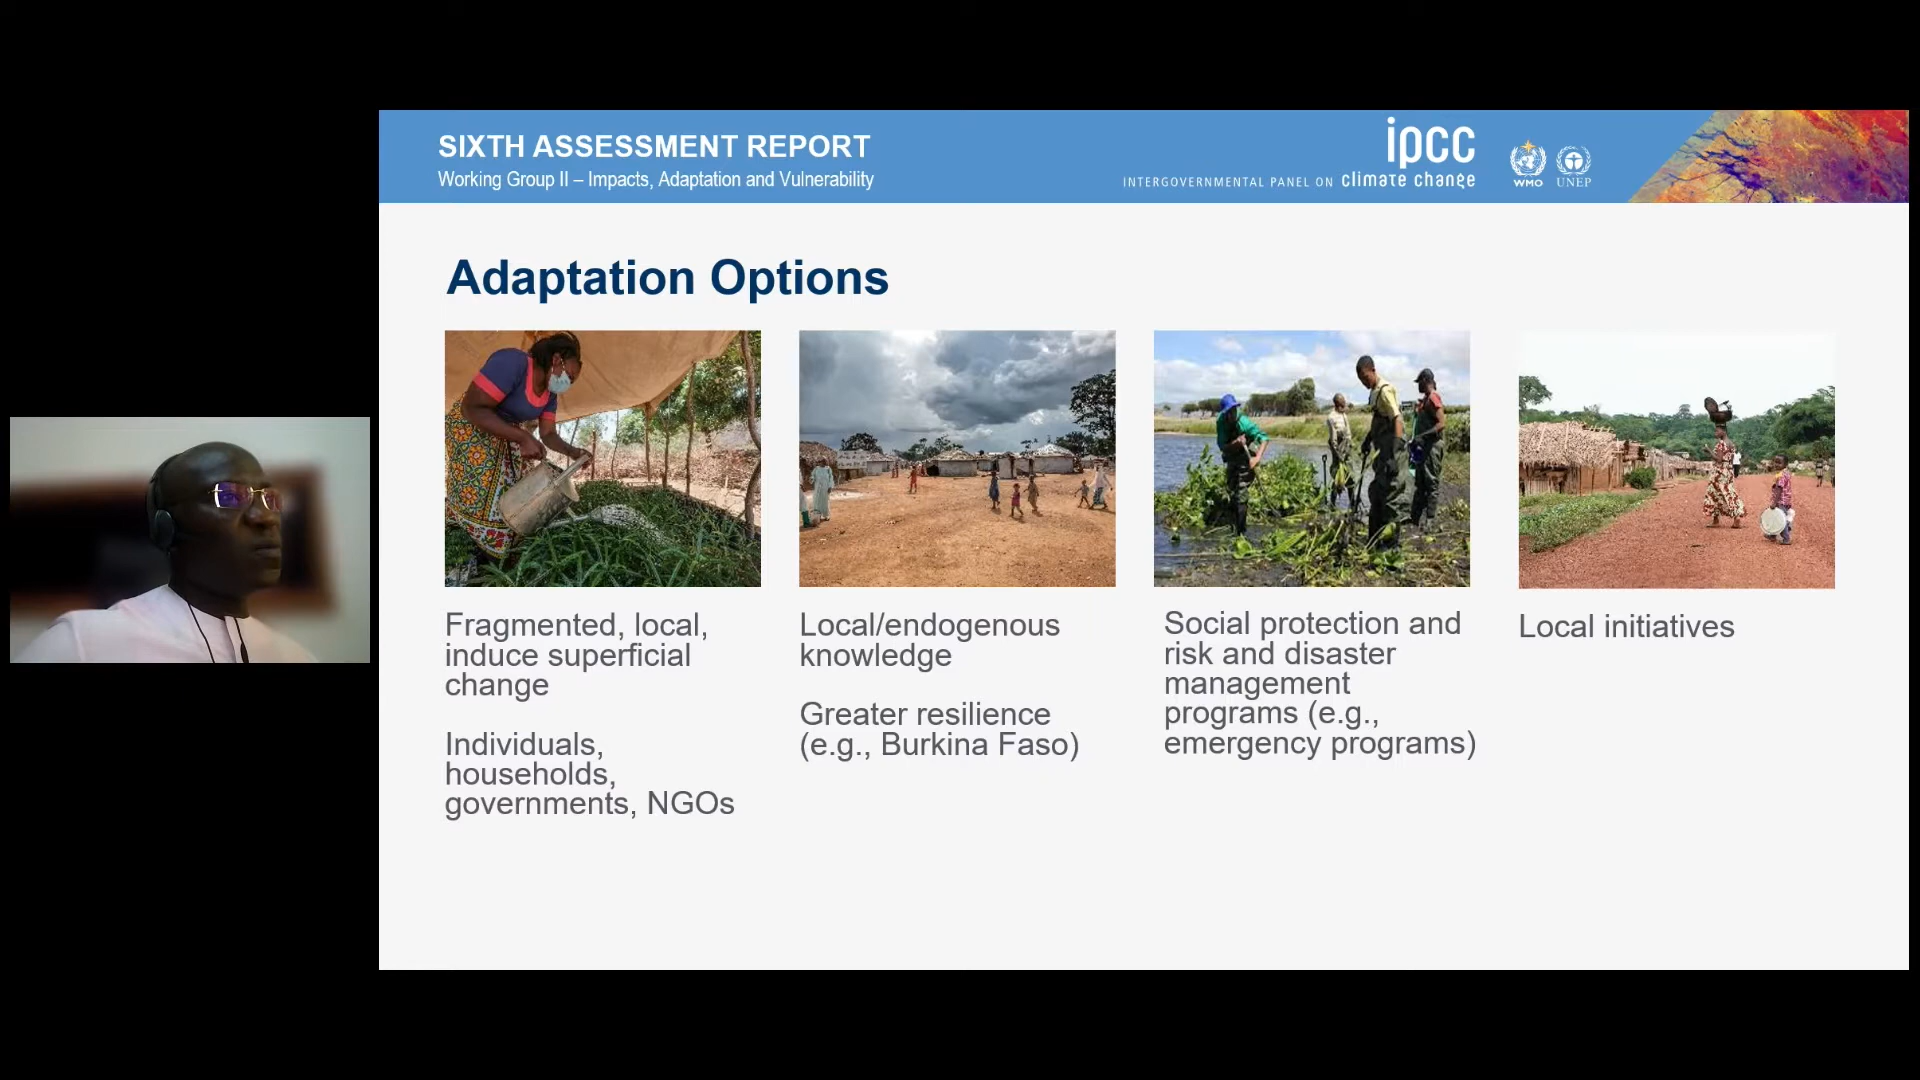 SIXTH ASSESSMENT REPORT
Working Group II – Impacts, Adaptation and Vulnerability
ipcc
INTERGOVERNMENTAL PANEL ON climate change
WMO
UNEP
Adaptation Options
Fragmented, local,
induce superficial
change
Individuals,
households,
governments, NGOs
Local/endogenous
knowledge
Greater resilience
(e.g., Burkina Faso)
Social protection and
risk and disaster
management
programs (e.g.,
emergency programs)
Local initiatives